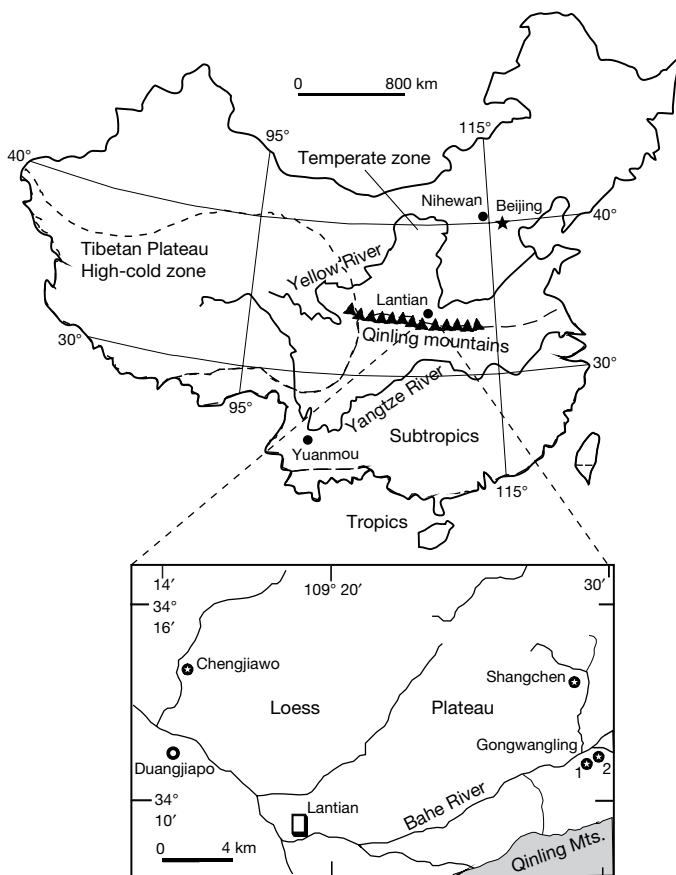 0 800 km
95°
115°
Temperate zone
40°
Nihewan
Beijing
40°
Tibetan Plateau
High-cold zone
Yellow River
Lantian
Qinling mountains
30°
30°
95°
Yangtze River
Subtropics
Yuanmou
115°
Tropics
14′
109° 20′
30′
34°
16′
Chengjiawo
Shangchen
Loess
Plateau
Gongwangling
1
2
Duangjiapo
34°
10′
Lantian
Bahe River
0 4 km
Qinling Mts.